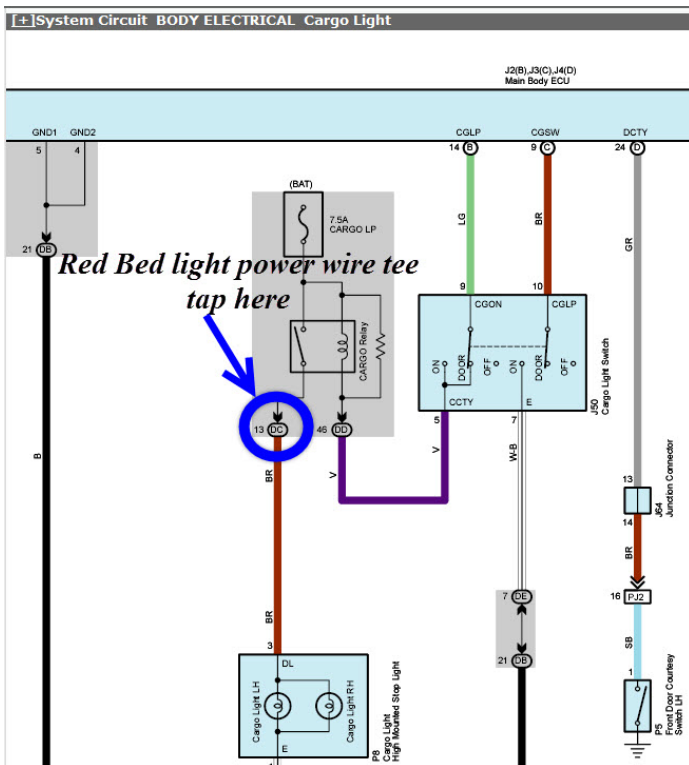 [+]System Circuit BODY ELECTRICAL Cargo Light
J2(B),J3(C),J4(D)
Main Body ECU
GND1 GND2 CGLP CGSW DCTY
5 4 14 B 9 C 24 D
(BAT)
7.5A
CARGO LP
LG BR GR
21 DB
Red Bed light power wire tee
tap here
9 10
CGON CGLP
CARGO Relay
ON DOOR OFF ON DOOR OFF
J50
Cargo Light Switch
CCTY E
13 DC 46 DD 5 7
B BR V V W-B
13
J64
Junction Connector
14
BR
7 DE 16 PJ2
BR SB
3 21 DB 1
DL
Cargo Light LH Cargo Light RH
E
P8
Cargo Light
High Mounted Stop Light
P5
Front Door Courtesy
Switch LH